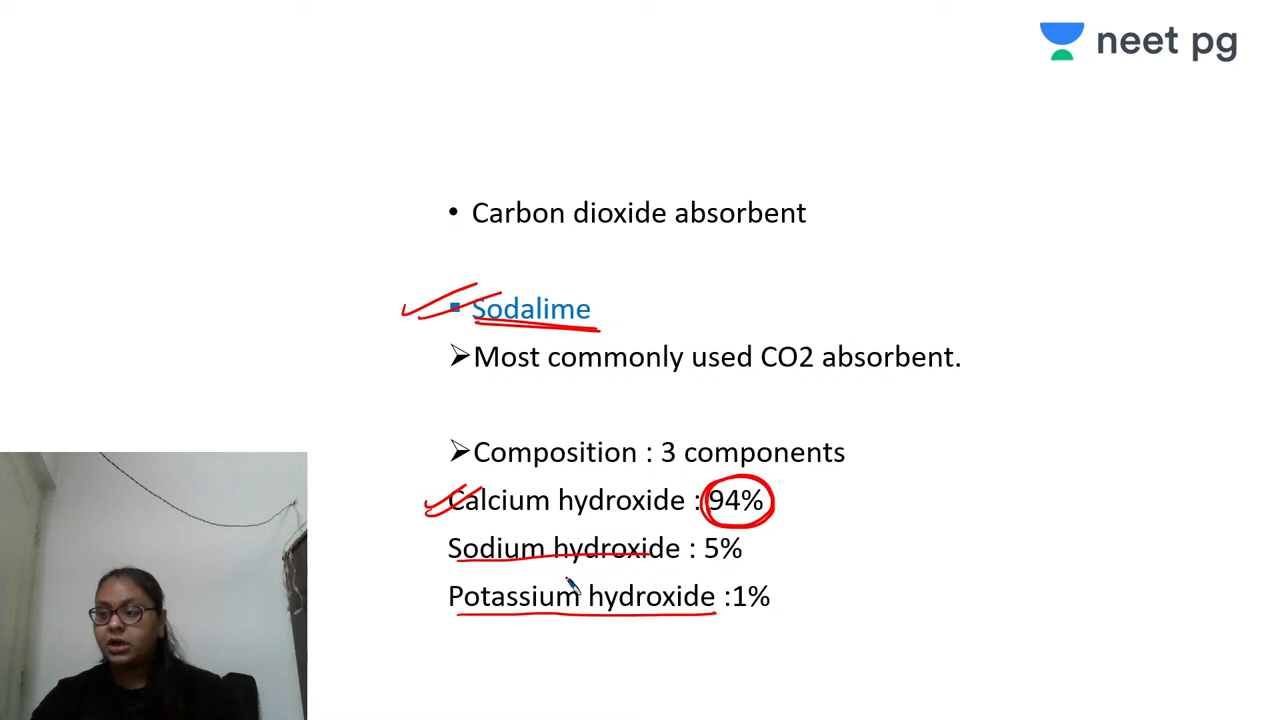 neet pg
• Carbon dioxide absorbent
▪ Sodalime
➢Most commonly used CO2 absorbent.
➢Composition : 3 components
Calcium hydroxide : 94%
Sodium hydroxide : 5%
Potassium hydroxide :1%